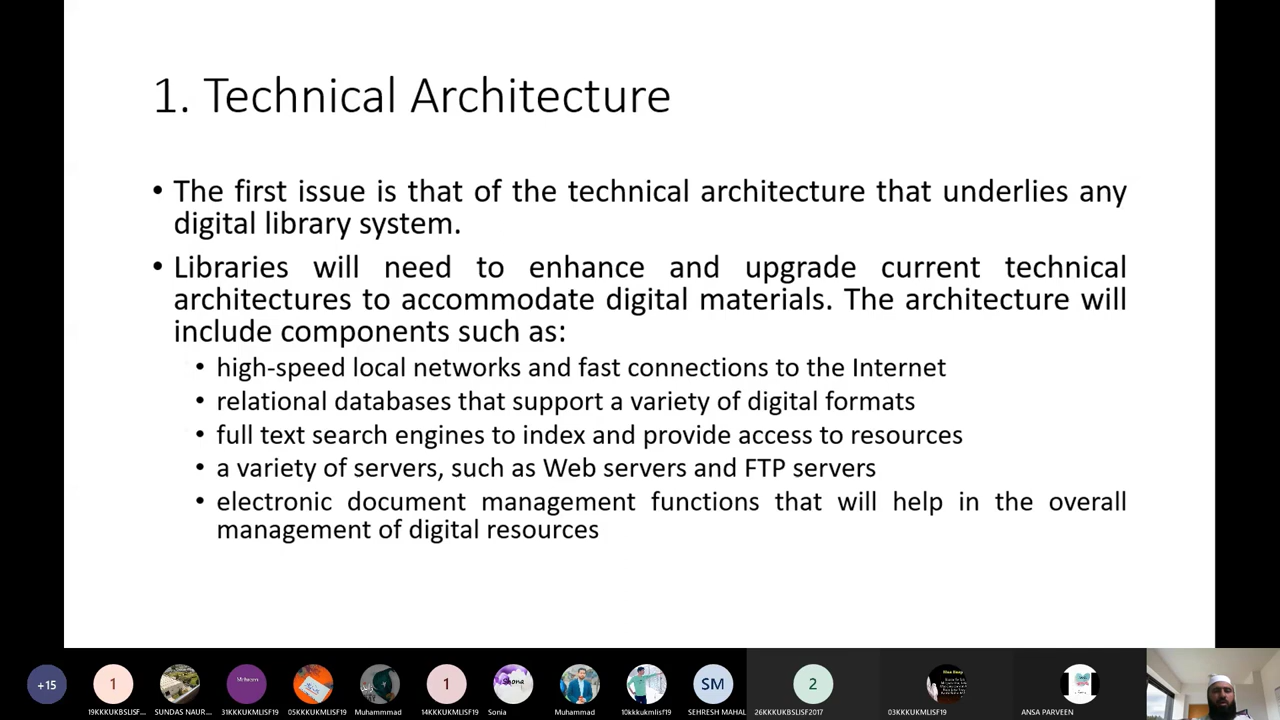 1. Technical Architecture
• The first issue is that of the technical architecture that underlies any
digital library system.
• Libraries will need to enhance and upgrade current technical
architectures to accommodate digital materials. The architecture will
include components such as:
• high-speed local networks and fast connections to the Internet
• relational databases that support a variety of digital formats
• full text search engines to index and provide access to resources
• a variety of servers, such as Web servers and FTP servers
• electronic document management functions that will help in the overall
management of digital resources
+15
1
1
SM
2
19KKKUKBSLISF...
SUNDAS NAUR...
31KKKUKMLISF19
05KKKUKMLISF19
Muhammmad
14KKKUKMLISF19
Sonia
Muhammad
10kkkukmlisf19
SEHRESH MAHAL
26KKKUKBSLISF2017
03KKKUKMLISF19
ANSA PARVEEN